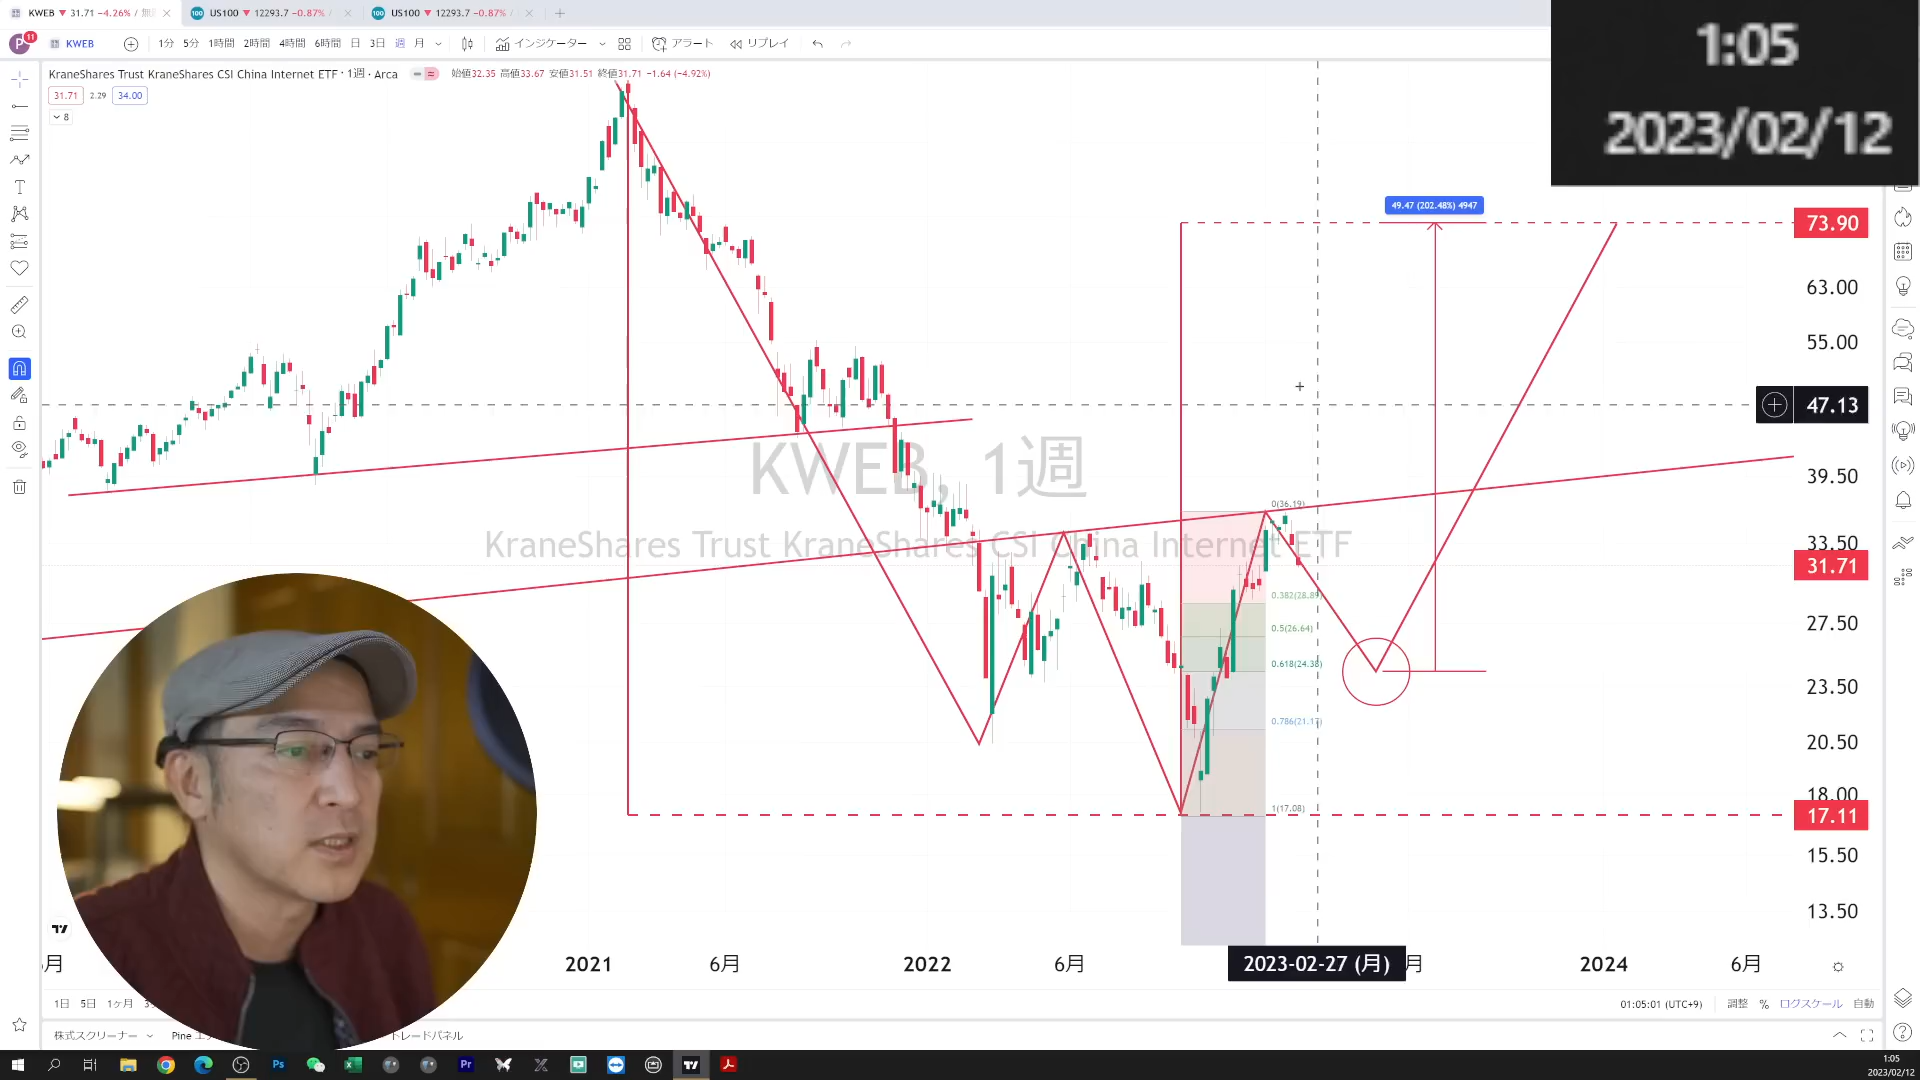 KWEB ▼ 31.71 −4.26% /
US100 ▼ 12293.7 −0.87% /
US100 ▼ 12293.7 −0.87% /
1:05
2023/02/12
P 11
KWEB
1分 5分 1時間 2時間 4時間 6時間 日 3日 週 月
インジケーター
アラート
リプレイ
KraneShares Trust KraneShares CSI China Internet ETF · 1週 · Arca
始値32.35 高値33.67 安値31.51 終値31.71 −1.64 (−4.92%)
31.71 2.29 34.00
8
49.47 (202.48%) 4947
73.90
63.00
55.00
47.13
KWEB, 1週
KraneShares Trust KraneShares CSI China Internet ETF
39.50
0(36.19)
33.50
31.71
0.382(28.89)
27.50
0.5(26.64)
0.618(24.38)
23.50
0.786(21.17)
20.50
18.00
1(17.08)
17.11
15.50
13.50
月 2021 6月 2022 6月 2023-02-27 (月) 月 2024 6月
1日 5日 1ヶ月
01:05:01 (UTC+9) 調整 % ログスケール 自動
株式スクリーナー Pine トレードパネル
1:05
2023/02/12